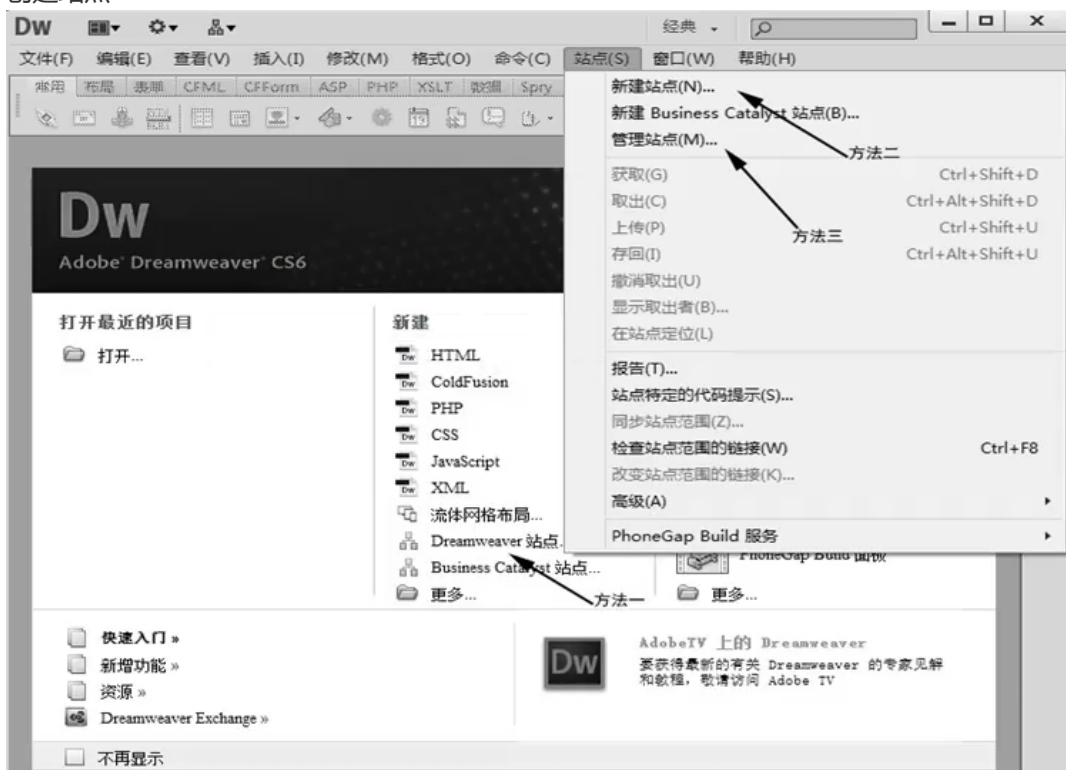 创建站点
Dw
经典
文件(F) 编辑(E) 查看(V) 插入(I) 修改(M) 格式(O) 命令(C) 站点(S) 窗口(W) 帮助(H)
常用 布局 表单 CFML CFForm ASP PHP XSLT 数据 Spry
新建站点(N)...
新建 Business Catalyst 站点(B)...
管理站点(M)...
方法二
获取(G) Ctrl+Shift+D
取出(C) Ctrl+Alt+Shift+D
上传(P) Ctrl+Shift+U
方法三
存回(I) Ctrl+Alt+Shift+U
撤消取出(U)
显示取出者(B)...
在站点定位(L)
报告(T)...
站点特定的代码提示(S)...
同步站点范围(Z)...
检查站点范围的链接(W) Ctrl+F8
改变站点范围的链接(K)...
高级(A)
PhoneGap Build 服务
Dw
Adobe Dreamweaver CS6
打开最近的项目
打开...
新建
HTML
ColdFusion
PHP
CSS
JavaScript
XML
流体网格布局...
Dreamweaver 站点.
Business Catalyst 站点...
更多...
方法一
PhoneGap Build 面板
更多...
快速入门 »
新增功能 »
资源 »
Dreamweaver Exchange »
Dw
AdobeTV 上的 Dreamweaver
要获得最新的有关 Dreamweaver 的专家见解
和教程，敬请访问 Adobe TV
不再显示